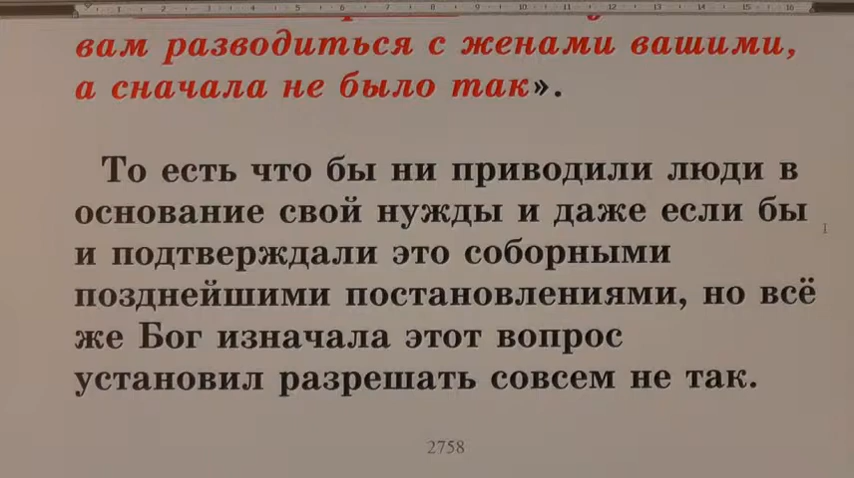 вам разводиться с женами вашими,
а сначала не было так».
То есть что бы ни приводили люди в
основание свой нужды и даже если бы
и подтверждали это соборными
позднейшими постановлениями, но всё
же Бог изначала этот вопрос
установил разрешать совсем не так.
2758